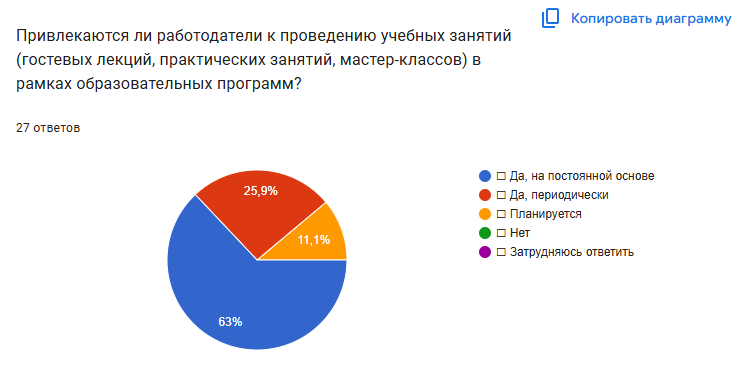 Копировать диаграмму
Привлекаются ли работодатели к проведению учебных занятий
(гостевых лекций, практических занятий, мастер-классов) в
рамках образовательных программ?
27 ответов
25,9%
11,1%
63%
☐ Да, на постоянной основе
☐ Да, периодически
☐ Планируется
☐ Нет
☐ Затрудняюсь ответить